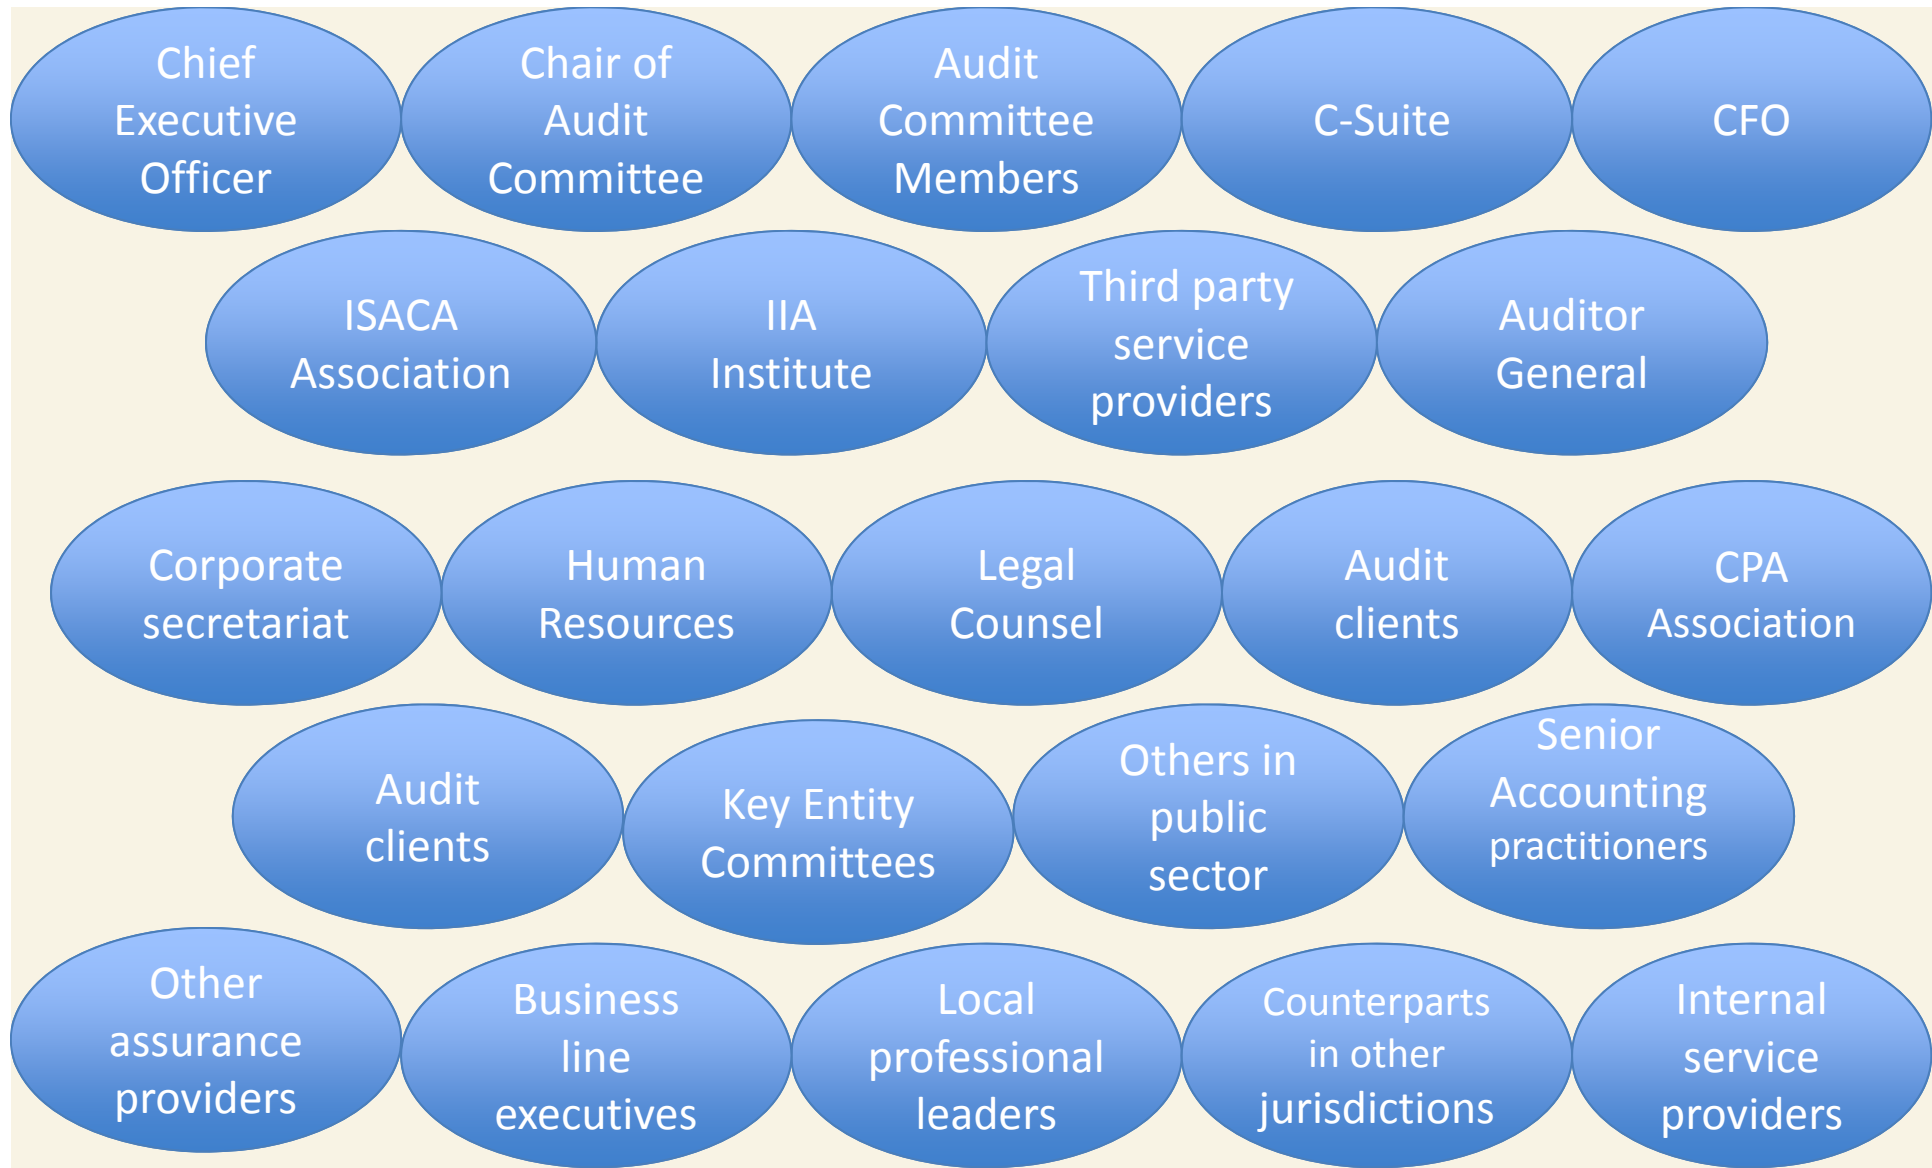 Chief
Executive
Officer
Chair of
Audit
Committee
Audit
Committee
Members
C-Suite
CFO
ISACA
Association
IIA
Institute
Third party
service
providers
Auditor
General
Corporate
secretariat
Human
Resources
Legal
Counsel
Audit
clients
CPA
Association
Audit
clients
Key Entity
Committees
Others in
public
sector
Senior
Accounting
practitioners
Other
assurance
providers
Business
line
executives
Local
professional
leaders
Counterparts
in other
jurisdictions
Internal
service
providers